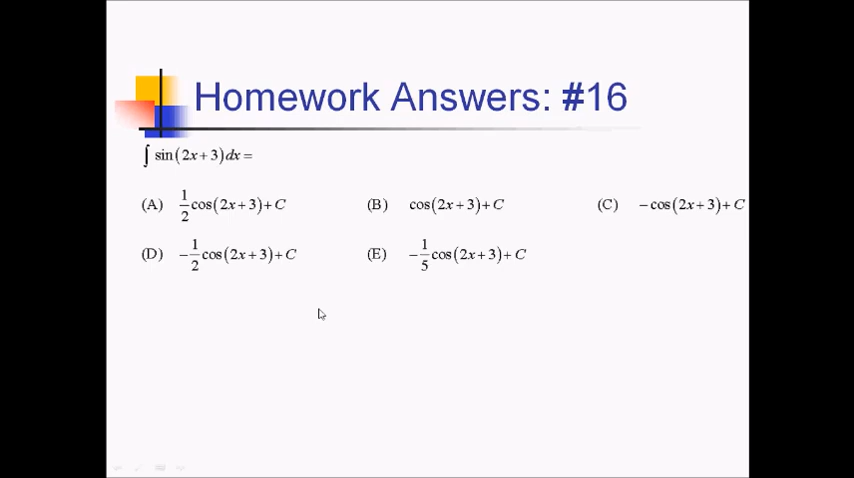 Homework Answers: #16
∫ sin(2x+3)dx =
(A) 1/2 cos(2x+3)+C (B) cos(2x+3)+C (C) −cos(2x+3)+C
(D) −1/2 cos(2x+3)+C (E) −1/5 cos(2x+3)+C